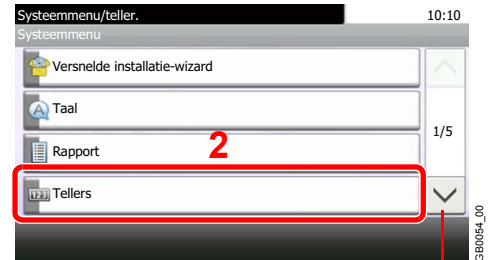 Systeemmenu/teller. 10:10
Systeemmenu
Versnelde installatie-wizard
Taal
1/5
Rapport
2
Tellers
GB0054_00